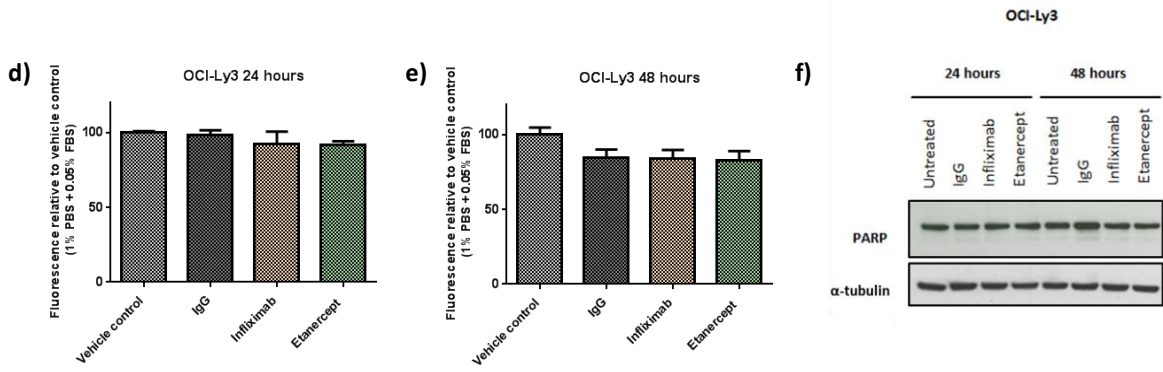 d)
OCI-Ly3 24 hours
Fluorescence relative to vehicle control
(1% PBS + 0.05% FBS)
100
50
0
Vehicle control
IgG
Infliximab
Etanercept
e)
OCI-Ly3 48 hours
Fluorescence relative to vehicle control
(1% PBS + 0.05% FBS)
100
50
0
Vehicle control
IgG
Infliximab
Etanercept
f)
OCI-Ly3
24 hours
48 hours
Untreated
IgG
Infliximab
Etanercept
Untreated
IgG
Infliximab
Etanercept
PARP
α-tubulin